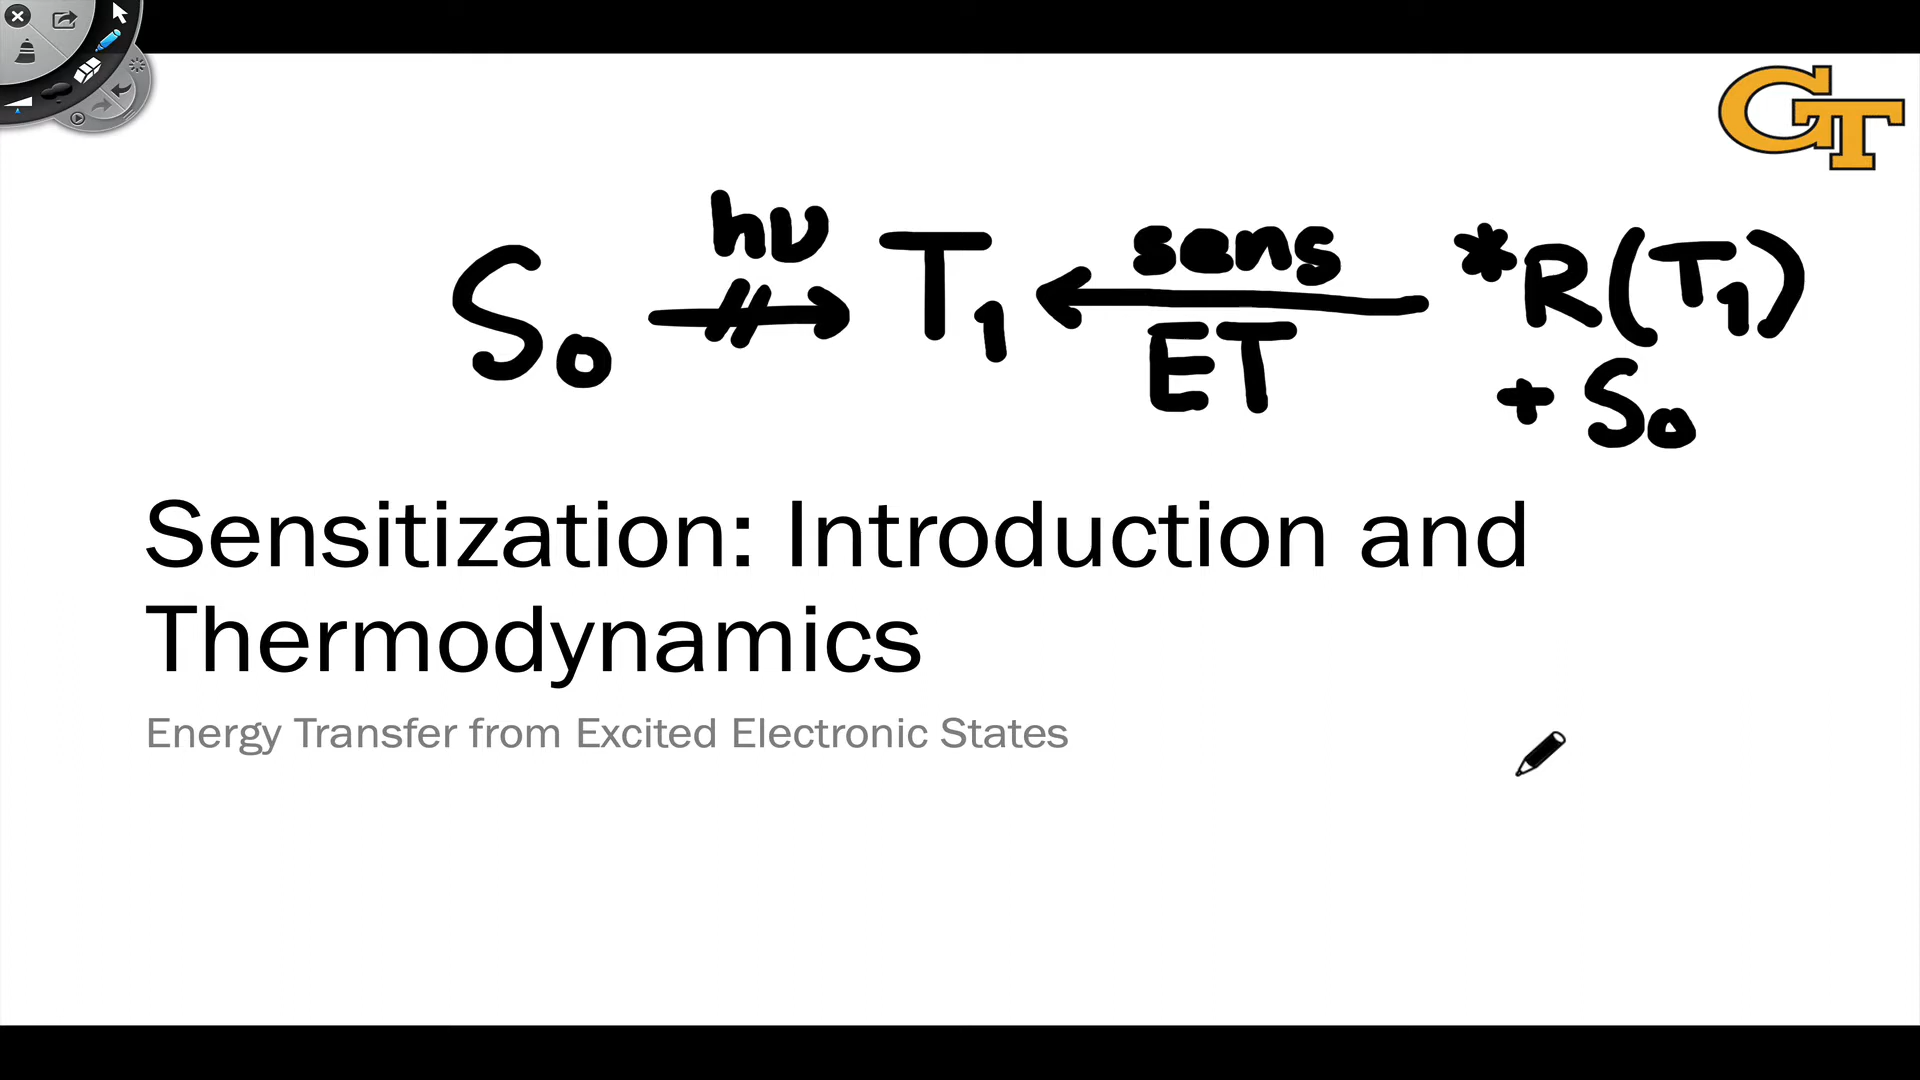 GT
hν sens *R(T₁)
S₀ T₁
ET + S₀
Sensitization: Introduction and
Thermodynamics
Energy Transfer from Excited Electronic States